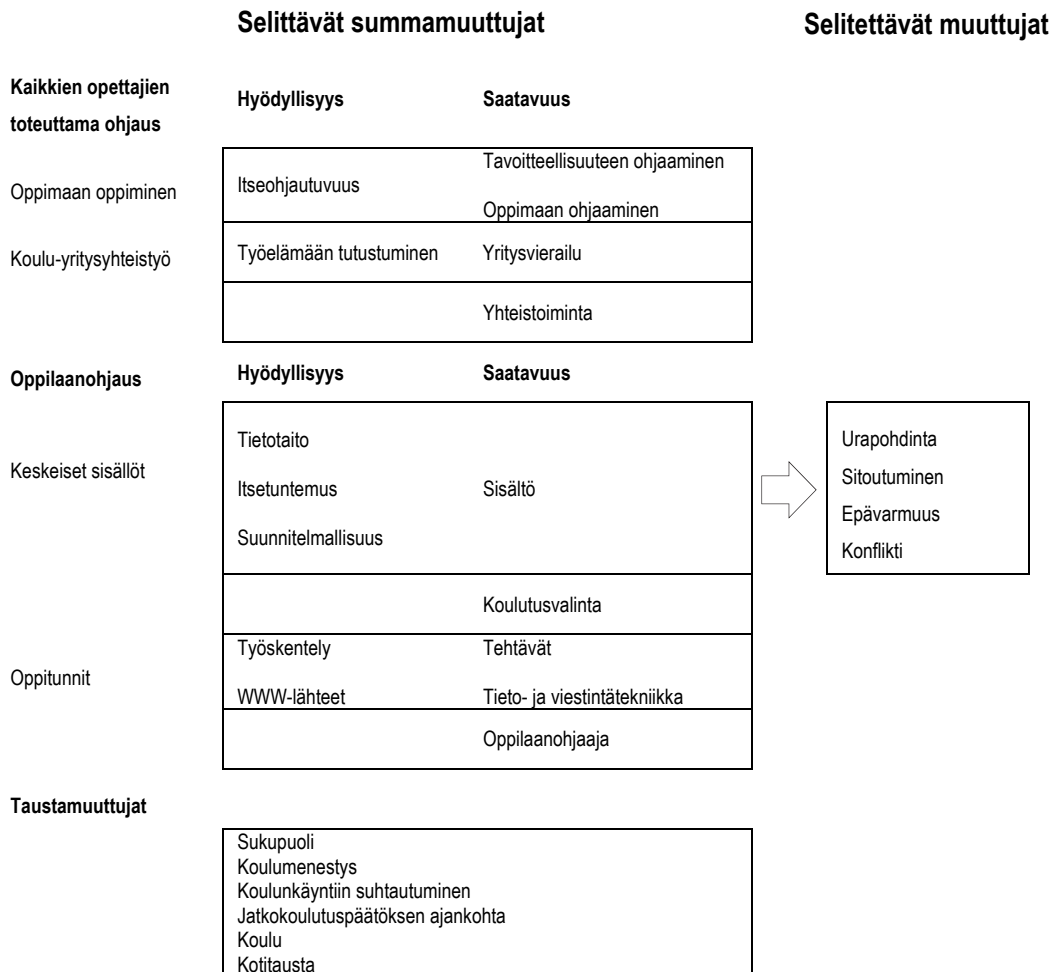 Selittävät summamuuttujat Selitettävät muuttujat
Kaikkien opettajien
toteuttama ohjaus
Hyödyllisyys Saatavuus
Oppimaan oppiminen
Itseohjautuvuus
Tavoitteellisuuteen ohjaaminen
Oppimaan ohjaaminen
Koulu-yritysyhteistyö Työelämään tutustuminen Yritysvierailu
Yhteistoiminta
Oppilaanohjaus Hyödyllisyys Saatavuus
Keskeiset sisällöt
Tietotaito
Itsetuntemus Sisältö
Suunnitelmallisuus
Koulutusvalinta
Urapohdinta
Sitoutuminen
Epävarmuus
Konflikti
Oppitunnit
Työskentely Tehtävät
WWW-lähteet Tieto- ja viestintätekniikka
Oppilaanohjaaja
Taustamuuttujat
Sukupuoli
Koulumenestys
Koulunkäyntiin suhtautuminen
Jatkokoulutuspäätöksen ajankohta
Koulu
Kotitausta